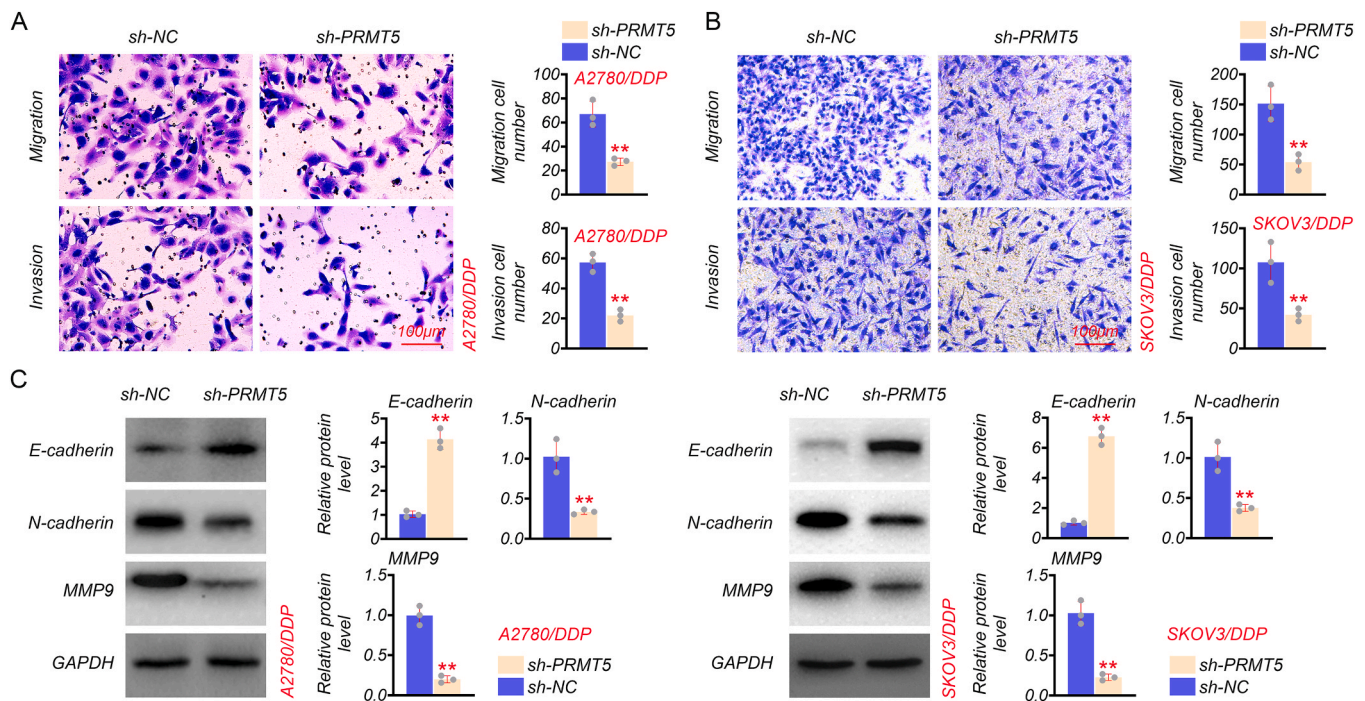 A
sh-NC
sh-PRMT5
Migration
Invasion
100μm
A2780/DDP
sh-PRMT5
sh-NC
A2780/DDP
Migration cell
number
100
80
60
40
20
0
**
A2780/DDP
Invasion cell
number
80
60
40
20
0
**
B
sh-NC
sh-PRMT5
Migration
Invasion
100μm
SKOV3/DDP
sh-PRMT5
sh-NC
Migration cell
number
200
150
100
50
0
**
SKOV3/DDP
Invasion cell
number
150
100
50
0
**
C
sh-NC
sh-PRMT5
E-cadherin
N-cadherin
MMP9
GAPDH
A2780/DDP
E-cadherin
Relative protein
level
5
4
3
2
1
0
**
N-cadherin
1.5
1.0
0.5
0.0
**
MMP9
Relative protein
level
1.5
1.0
0.5
0.0
**
A2780/DDP
sh-PRMT5
sh-NC
sh-NC
sh-PRMT5
E-cadherin
N-cadherin
MMP9
GAPDH
SKOV3/DDP
E-cadherin
Relative protein
level
8
6
4
2
0
**
N-cadherin
1.5
1.0
0.5
0.0
**
MMP9
Relative protein
level
1.5
1.0
0.5
0.0
**
SKOV3/DDP
sh-PRMT5
sh-NC